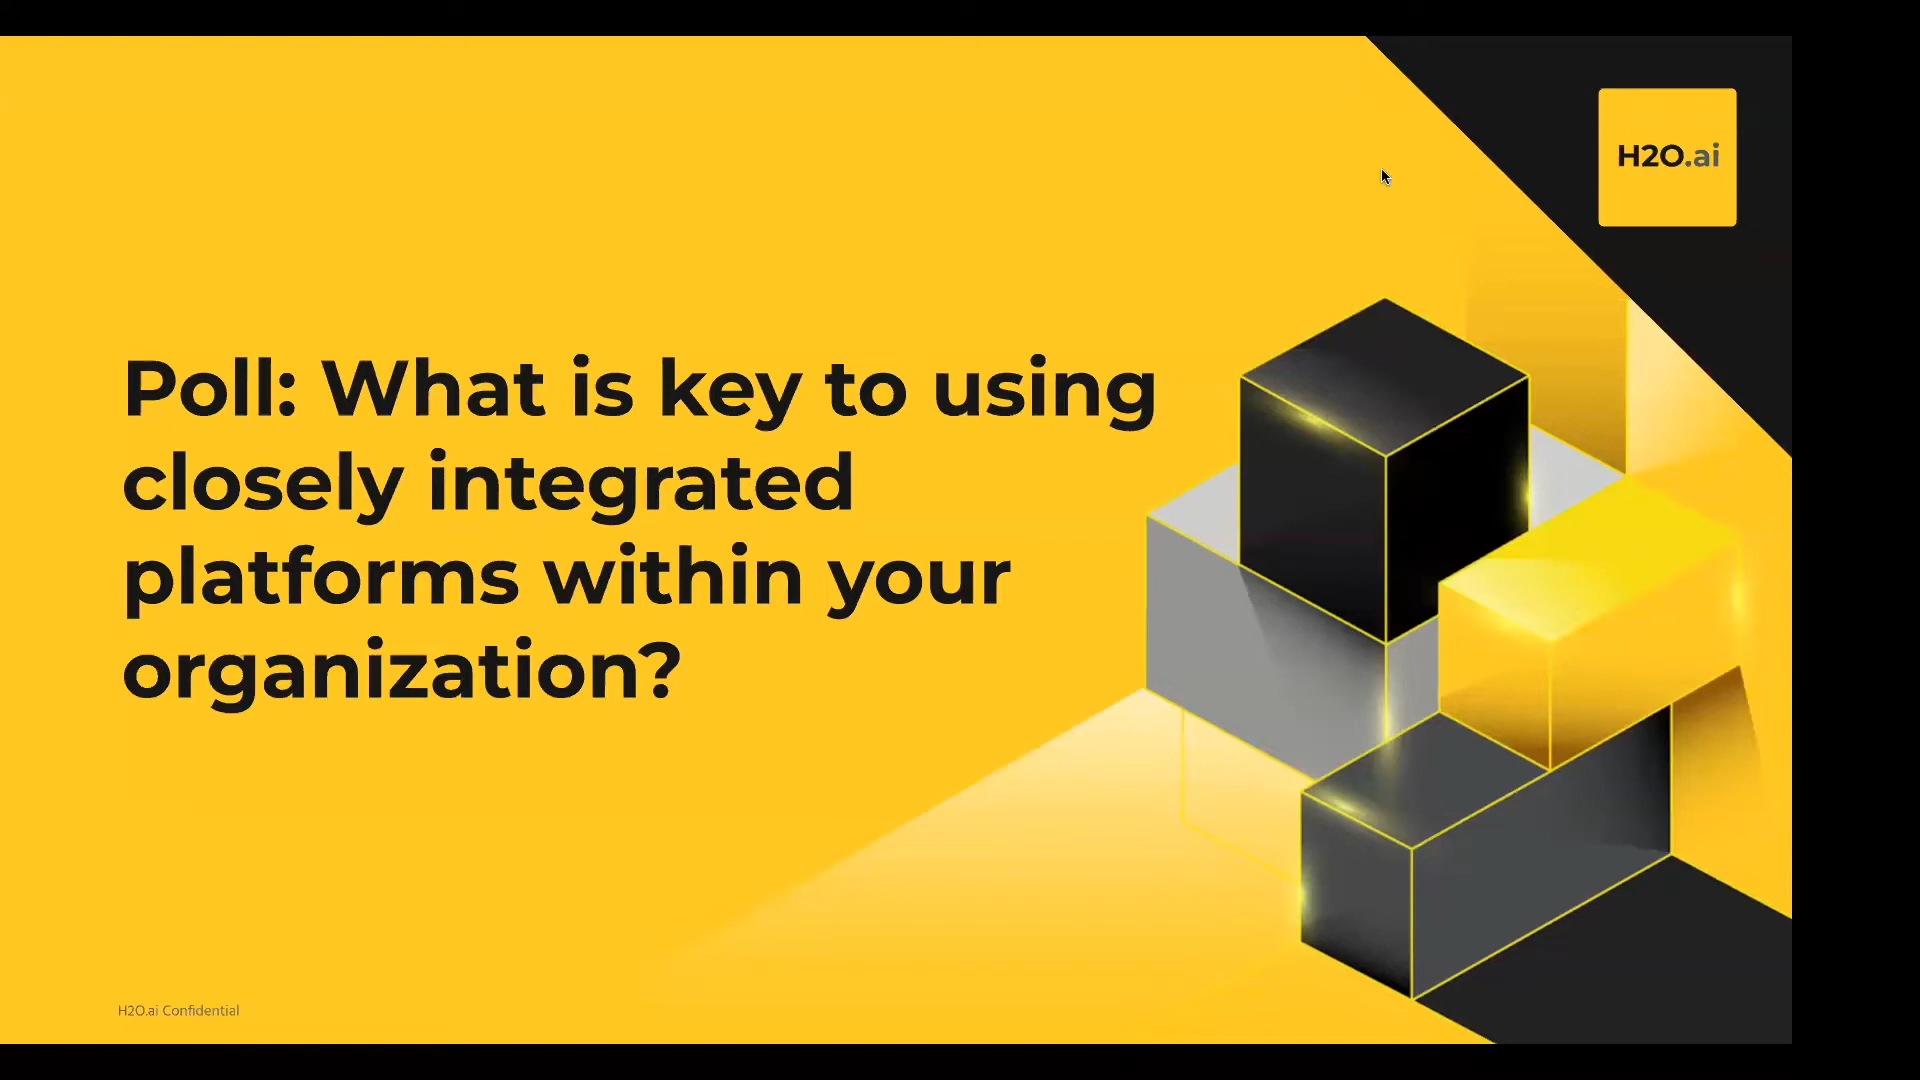 H2O.ai
Poll: What is key to using
closely integrated
platforms within your
organization?
H2O.ai Confidential